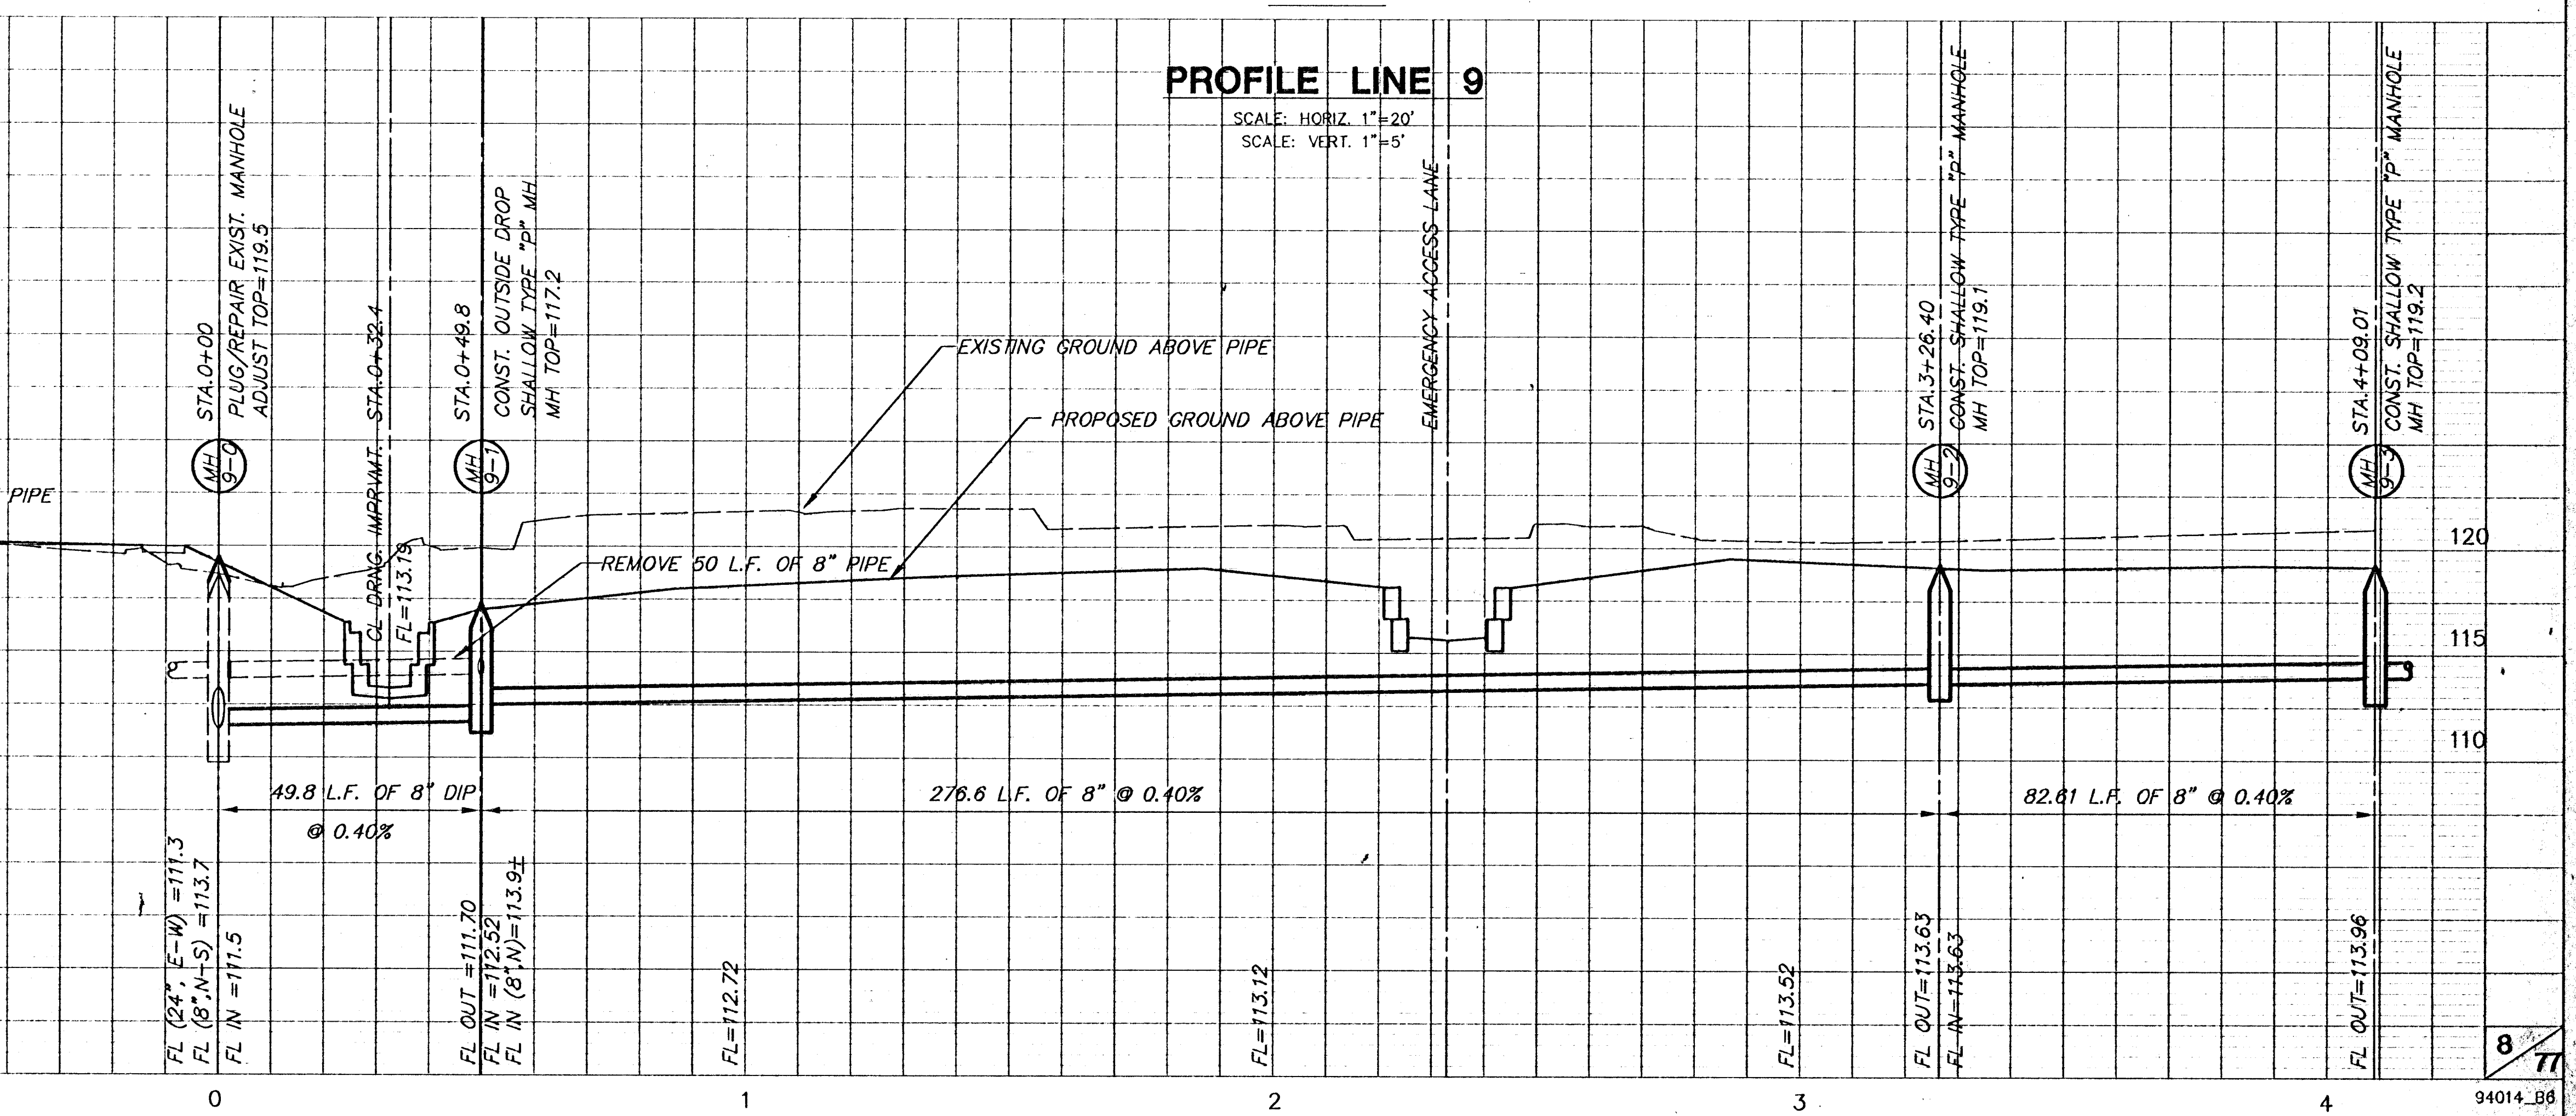 PROFILE LINE 9
SCALE: HORIZ. 1"=20'
SCALE: VERT. 1"=5'
STA.0+00
PLUG/REPAIR EXIST. MANHOLE
ADJUST TOP=119.5
MH
9-0
CL DRNG. IMPRVMT. STA.0+32.4
FL=113.19
STA.0+49.8
CONST. OUTSIDE DROP
SHALLOW TYPE "P" MH
MH TOP=117.2
MH
9-1
EXISTING GROUND ABOVE PIPE
PROPOSED GROUND ABOVE PIPE
EMERGENCY ACCESS LANE
STA.3+26.40
CONST. SHALLOW TYPE "P" MANHOLE
MH TOP=119.1
MH
9-2
STA.4+09.01
CONST. SHALLOW TYPE "P" MANHOLE
MH TOP=119.2
MH
9-3
PIPE
REMOVE 50 L.F. OF 8" PIPE
120
115
110
49.8 L.F. OF 8" DIP
@ 0.40%
276.6 L.F. OF 8" @ 0.40%
82.61 L.F. OF 8" @ 0.40%
FL (24", E-W) =111.3
FL (8",N-S) =113.7
FL IN =111.5
FL OUT =111.70
FL IN =112.52
FL IN (8",N)=113.9±
FL=112.72
FL=113.12
FL=113.52
FL OUT=113.63
FL IN=113.63
FL OUT=113.96
8
77
0
1
2
3
4
94014_B6